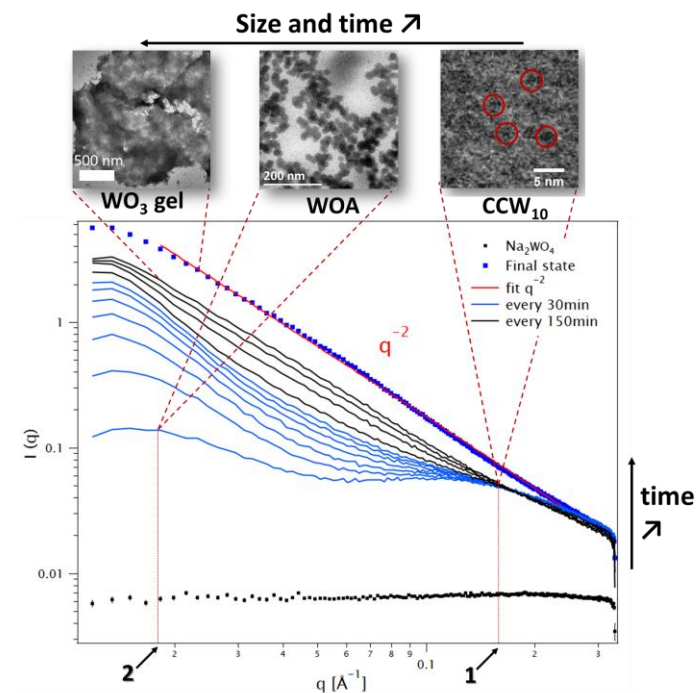 Size and time ↗
500 nm
200 nm
5 nm
WO₃ gel
WOA
CCW₁₀
Na₂WO₄
Final state
fit q⁻²
every 30min
every 150min
q⁻²
I (q)
1
0.1
0.01
time
↗
2 3 4 5 6 7 8 9 0.1 2 3
2
1
q [Å⁻¹]